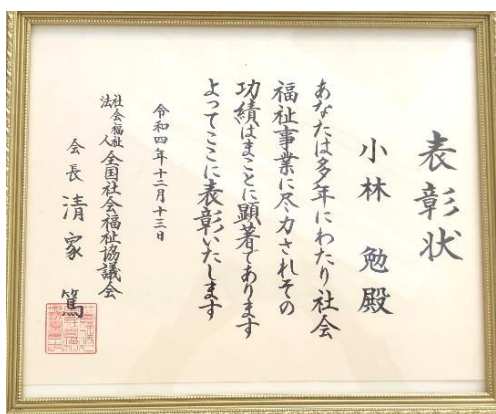 表彰状
小林 勉殿
あなたは多年にわたり社会
福祉事業に尽力されその
功績はまことに顕著であります
よってここに表彰いたします
令和四年十二月十三日
社会福祉法人 全国社会福祉協議会
会長 清家 篤